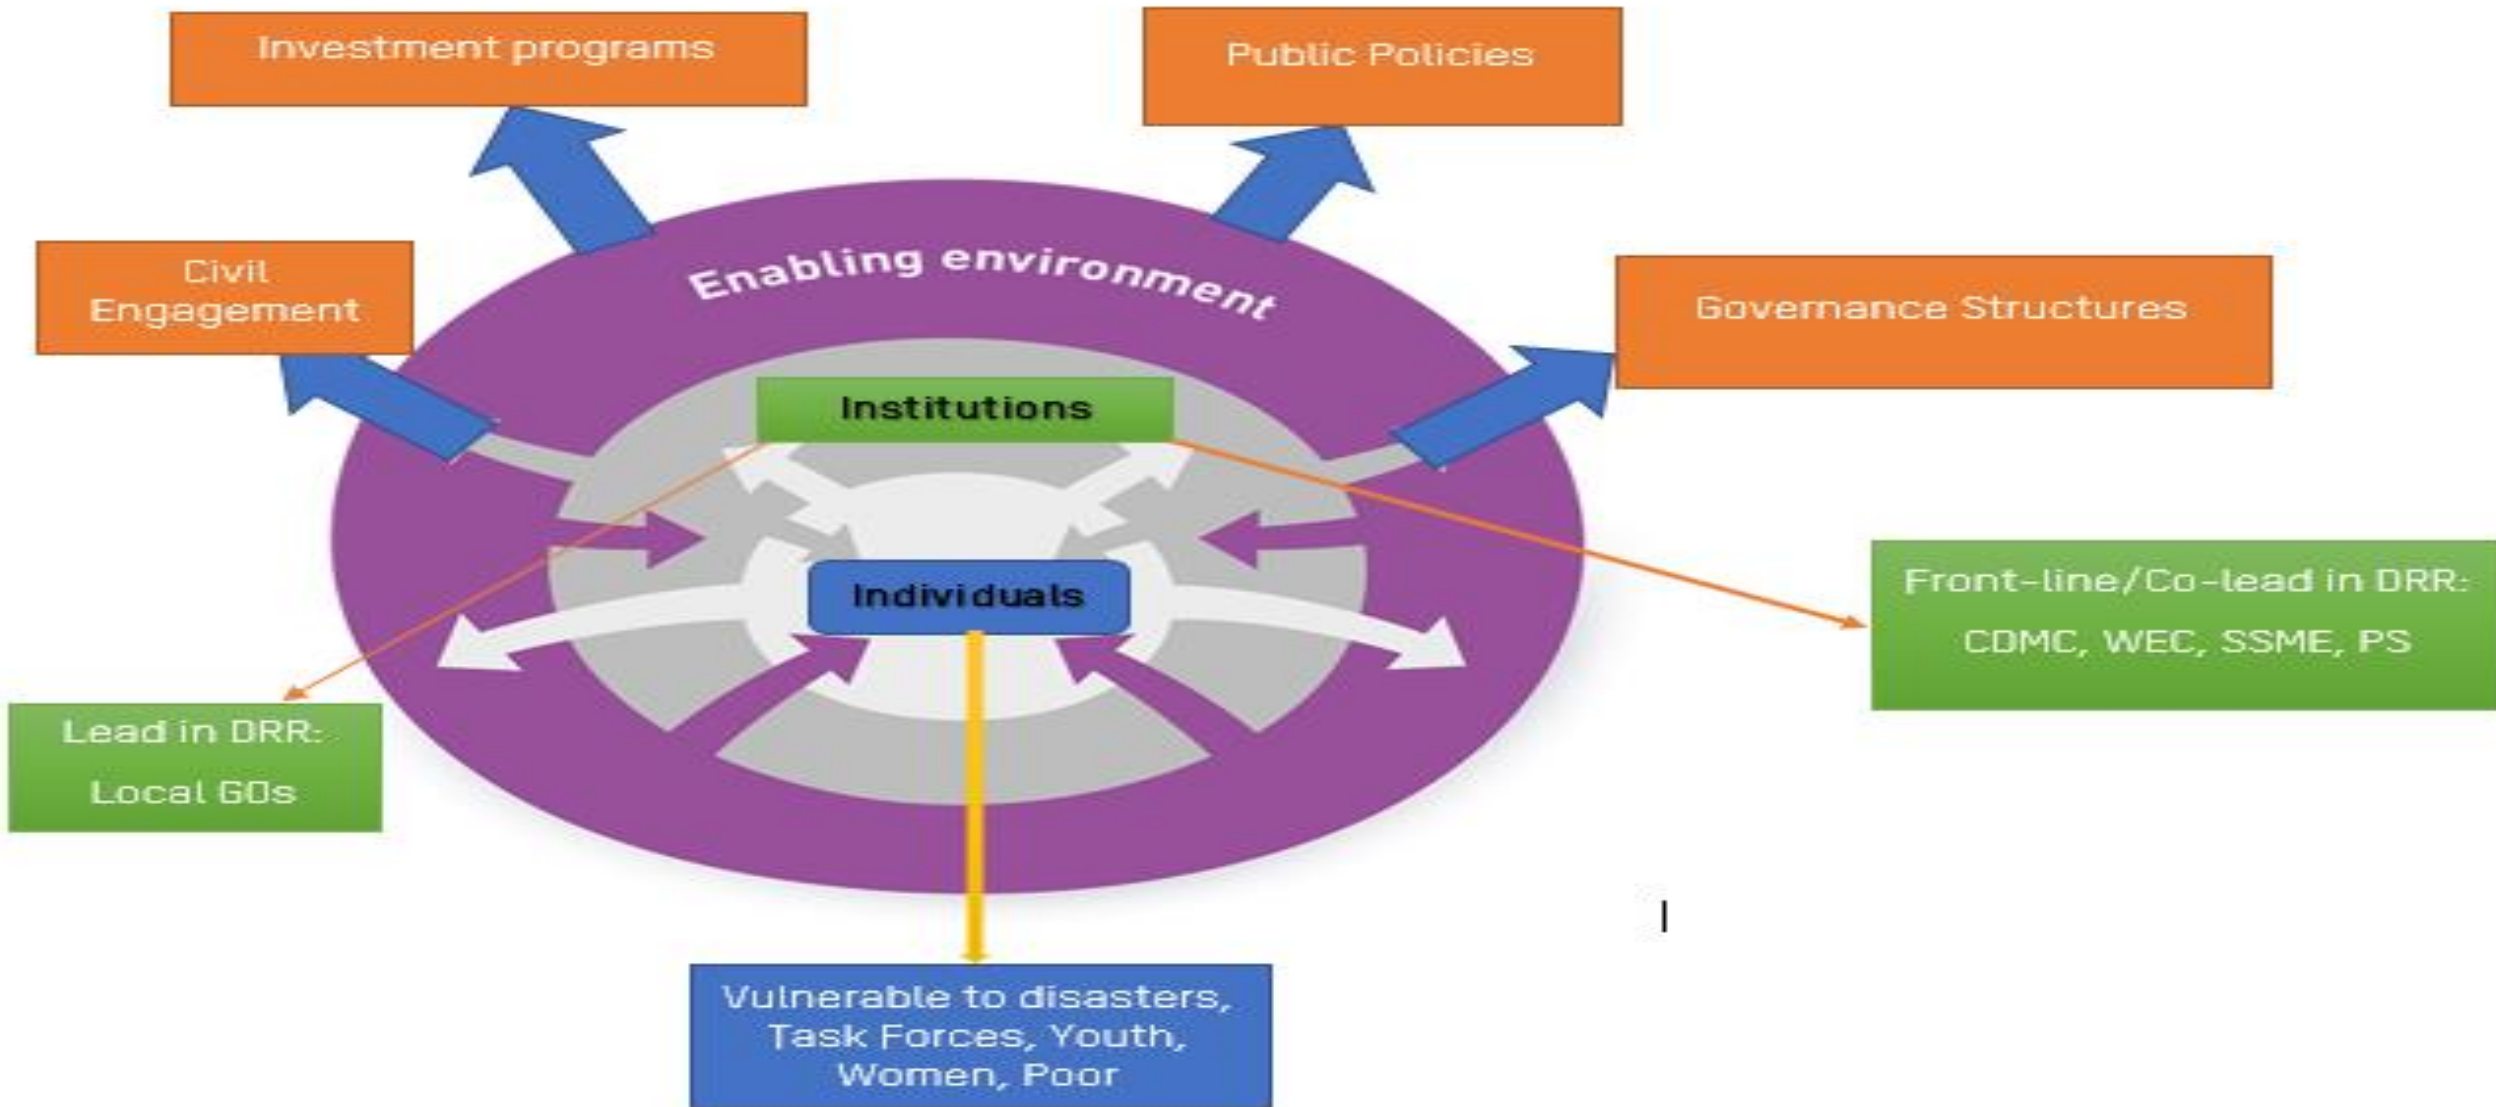 Investment programs
Public Policies
Civil
Engagement
Enabling environment
Governance Structures
Institutions
Individuals
Front-line/Co-lead in DRR:
CDMC, WEC, SSME, PS
Lead in DRR:
Local GOs
Vulnerable to disasters,
Task Forces, Youth,
Women, Poor